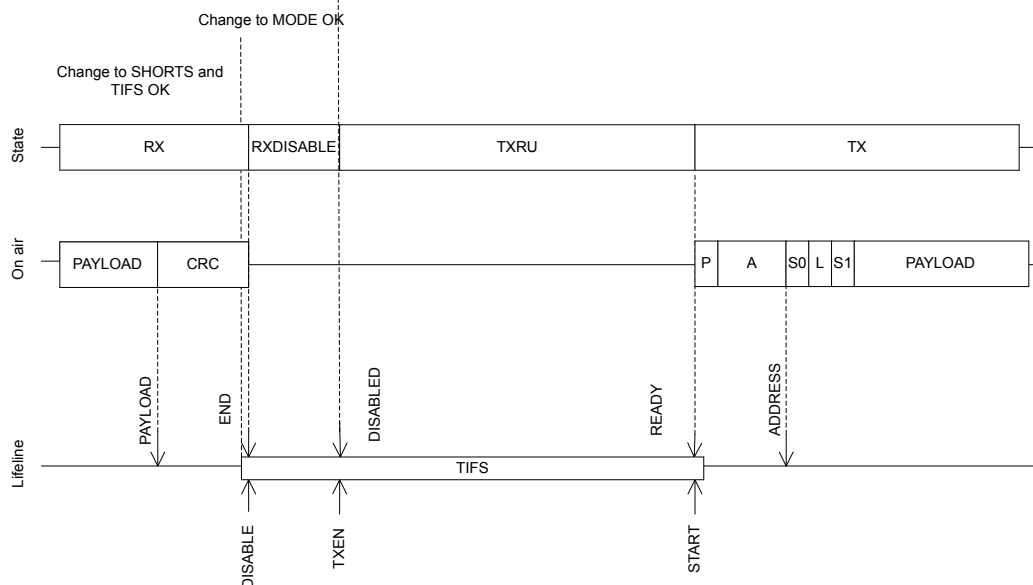 Change to MODE OK
Change to SHORTS and
TIFS OK
State
RX
RXDISABLE
TXRU
TX
On air
PAYLOAD
CRC
P
A
S0
L
S1
PAYLOAD
PAYLOAD
END
DISABLED
READY
ADDRESS
Lifeline
TIFS
DISABLE
TXEN
START